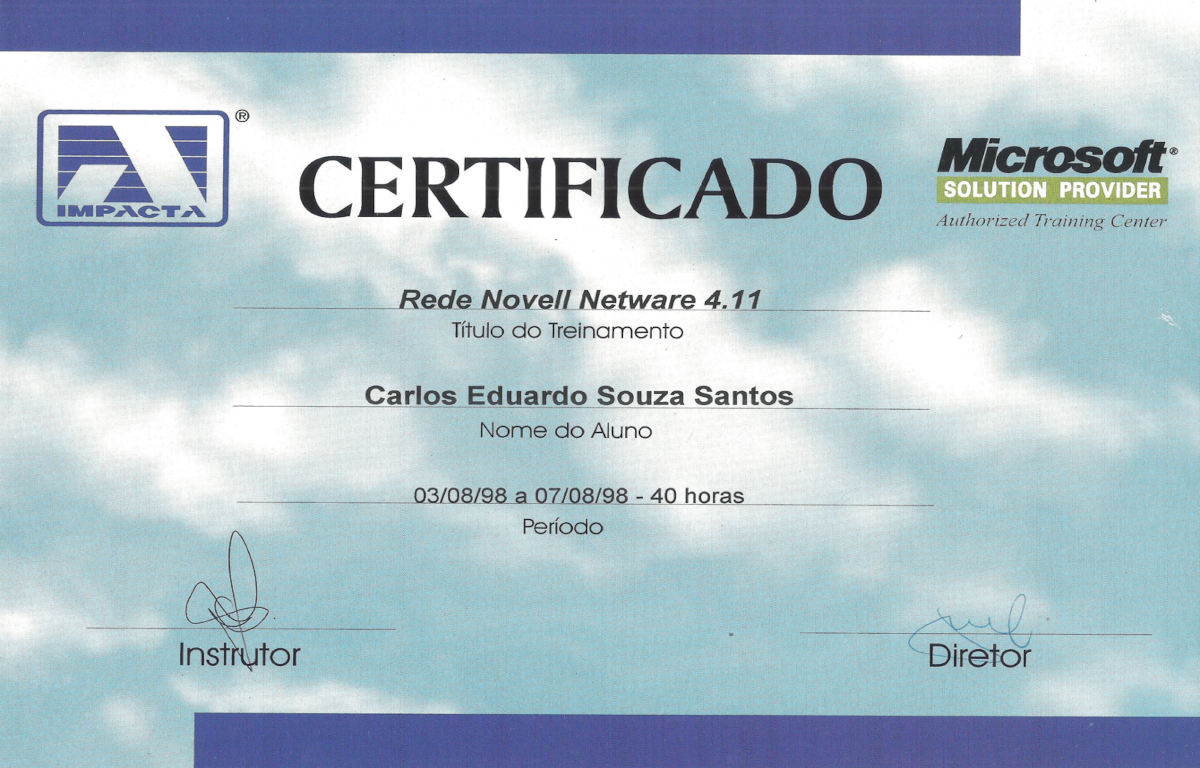 IMPACTA ®
CERTIFICADO
Microsoft®
SOLUTION PROVIDER
Authorized Training Center
Rede Novell Netware 4.11
Título do Treinamento
Carlos Eduardo Souza Santos
Nome do Aluno
03/08/98 a 07/08/98 - 40 horas
Período
Instrutor
Diretor